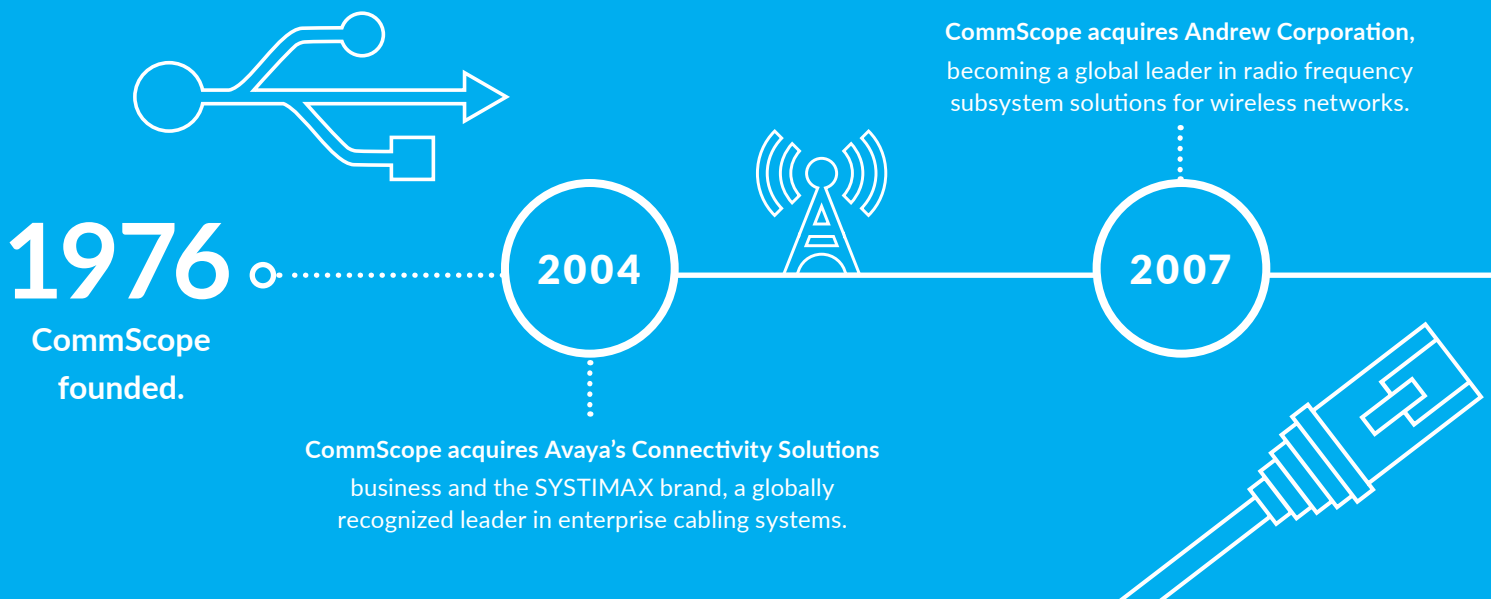 1976
CommScope
founded.
2004
CommScope acquires Avaya’s Connectivity Solutions
business and the SYSTIMAX brand, a globally
recognized leader in enterprise cabling systems.
CommScope acquires Andrew Corporation,
becoming a global leader in radio frequency
subsystem solutions for wireless networks.
2007